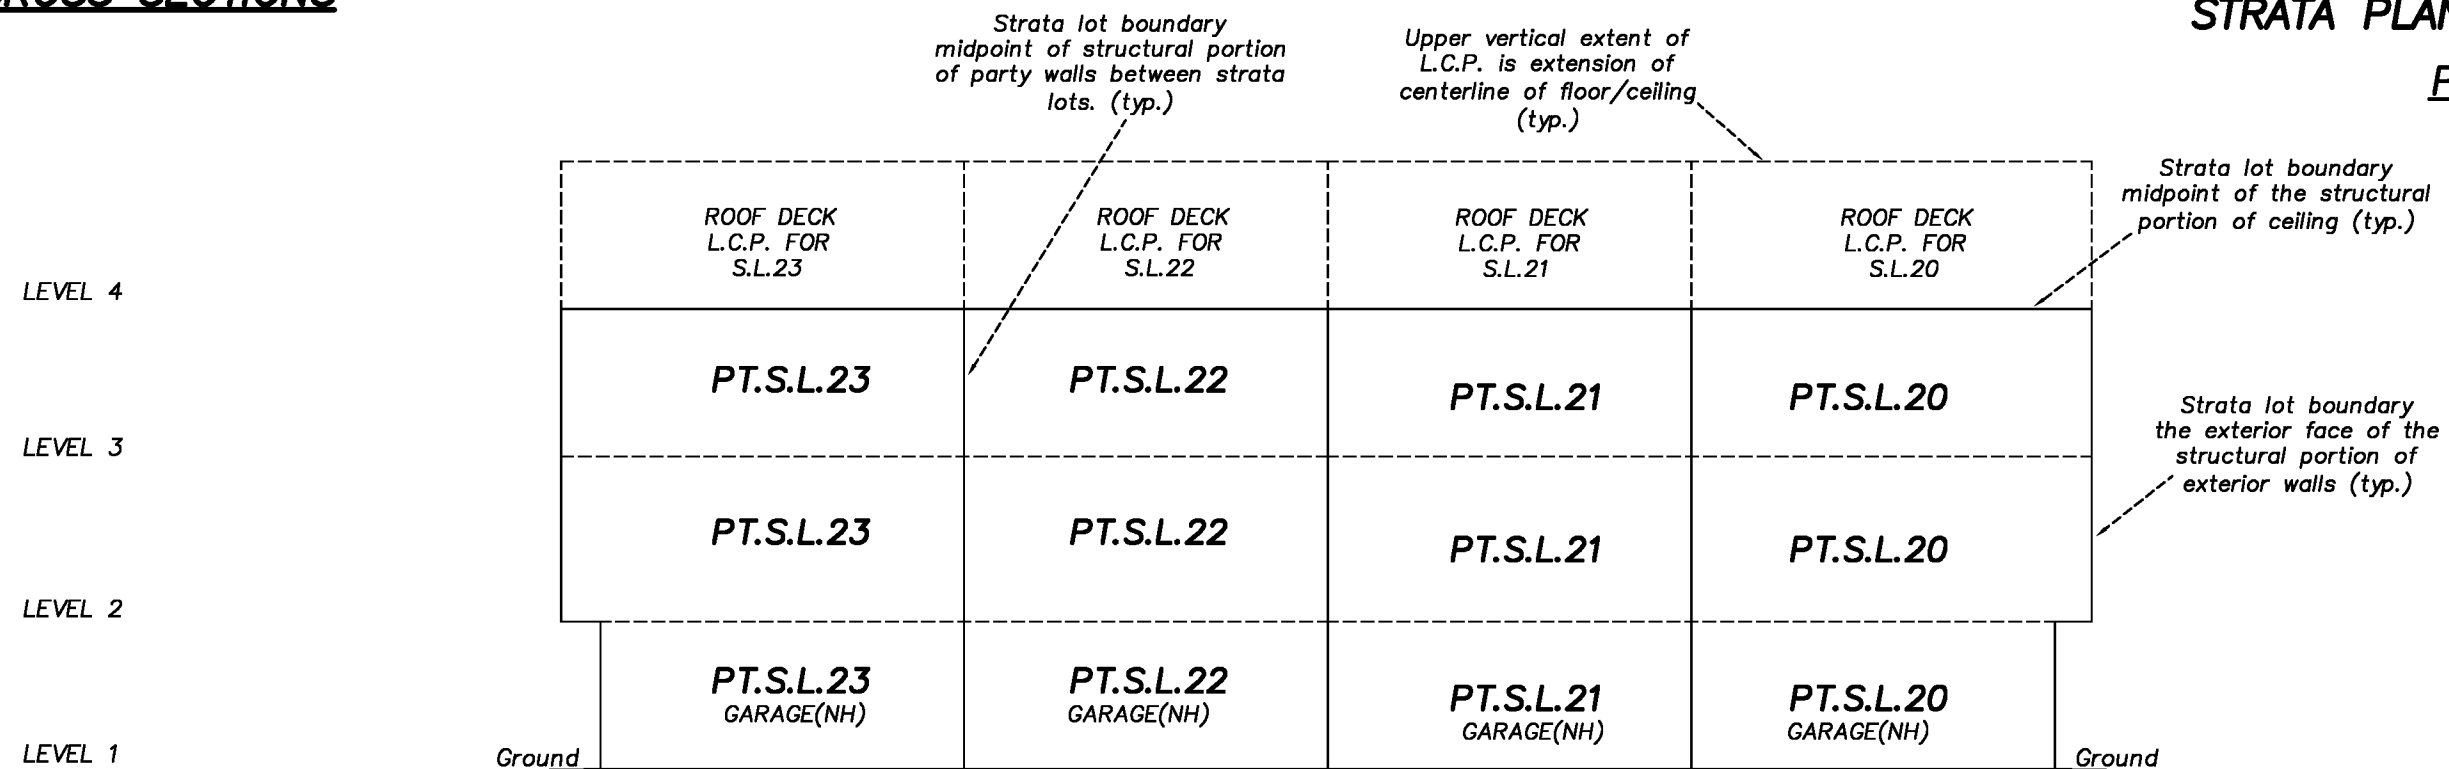 CROSS SECTIONS
STRATA PLAN
Strata lot boundary
midpoint of structural portion
of party walls between strata
lots. (typ.)
Upper vertical extent of
L.C.P. is extension of
centerline of floor/ceiling
(typ.)
Strata lot boundary
midpoint of the structural
portion of ceiling (typ.)
ROOF DECK
L.C.P. FOR
S.L.23
ROOF DECK
L.C.P. FOR
S.L.22
ROOF DECK
L.C.P. FOR
S.L.21
ROOF DECK
L.C.P. FOR
S.L.20
LEVEL 4
PT.S.L.23
PT.S.L.22
PT.S.L.21
PT.S.L.20
Strata lot boundary
the exterior face of the
structural portion of
exterior walls (typ.)
LEVEL 3
PT.S.L.23
PT.S.L.22
PT.S.L.21
PT.S.L.20
LEVEL 2
PT.S.L.23
GARAGE(NH)
PT.S.L.22
GARAGE(NH)
PT.S.L.21
GARAGE(NH)
PT.S.L.20
GARAGE(NH)
LEVEL 1
Ground
Ground